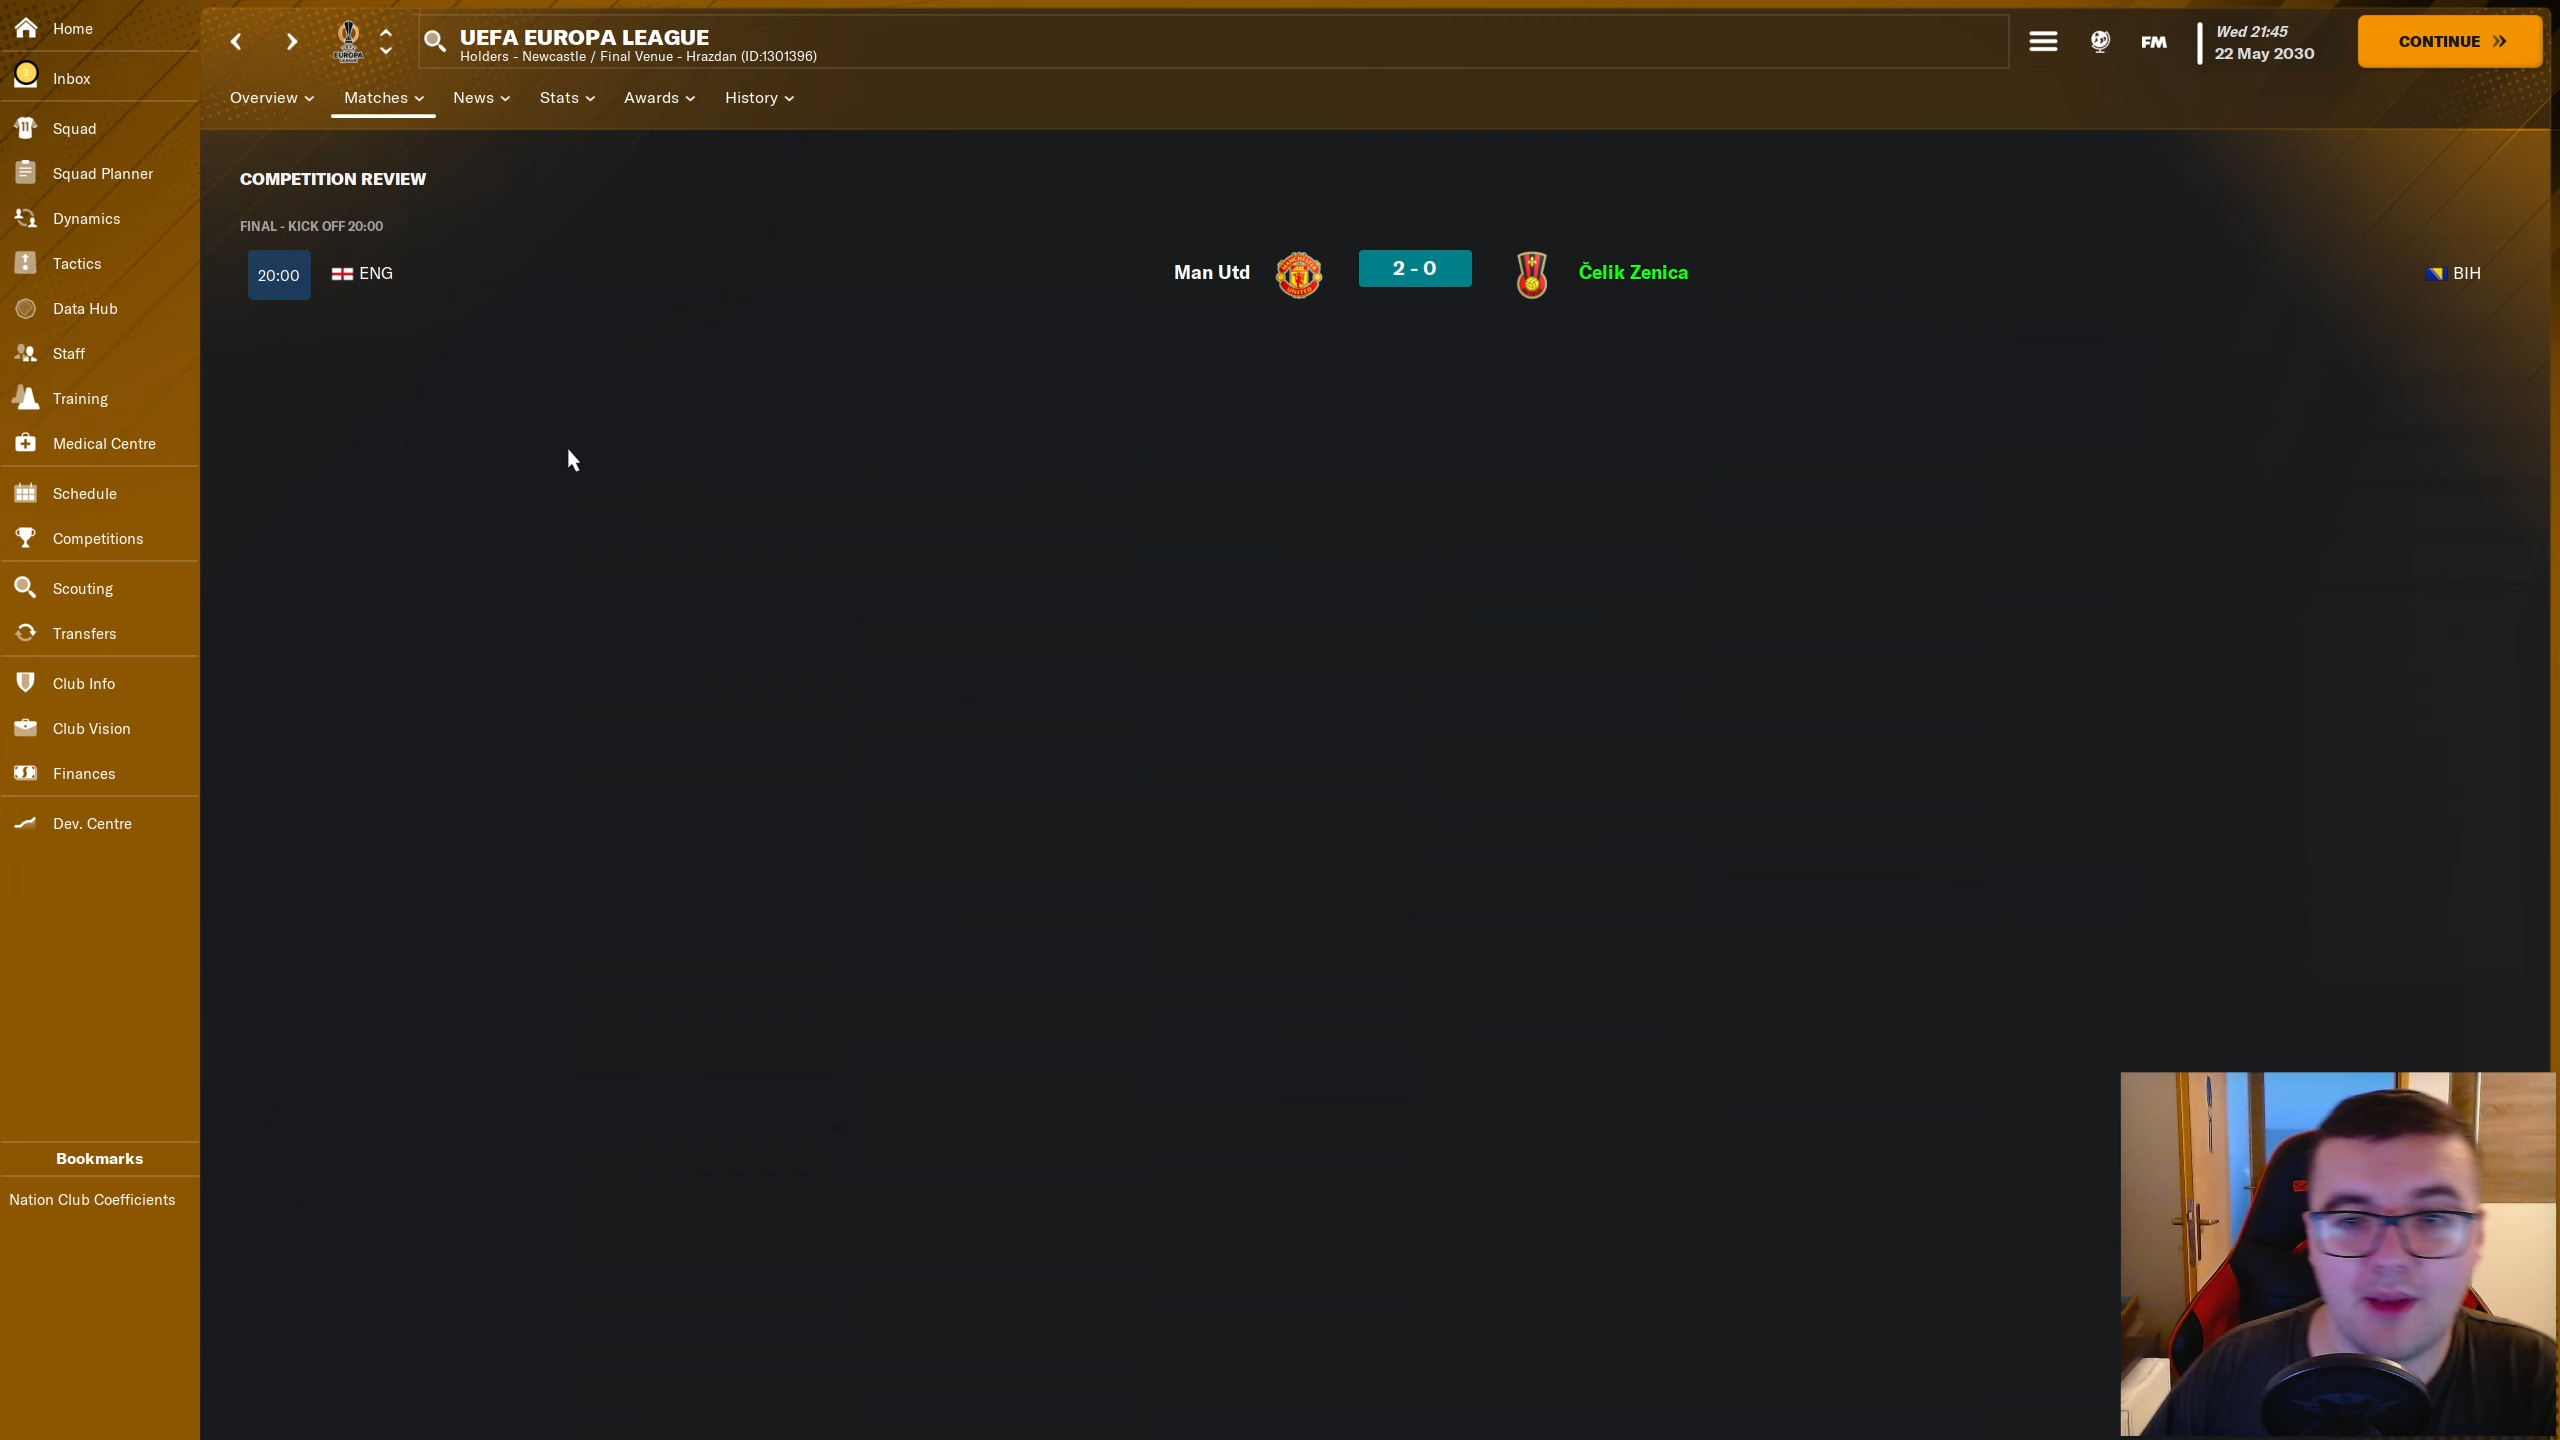 Home
Inbox
Squad
Squad Planner
Dynamics
Tactics
Data Hub
Staff
Training
Medical Centre
Schedule
Competitions
Scouting
Transfers
Club Info
Club Vision
Finances
Dev. Centre
Bookmarks
Nation Club Coefficients
UEFA EUROPA LEAGUE
Holders - Newcastle / Final Venue - Hrazdan (ID:1301396)
FM
Wed 21:45
22 May 2030
CONTINUE
Overview Matches News Stats Awards History
COMPETITION REVIEW
FINAL - KICK OFF 20:00
20:00 ENG Man Utd 2 - 0 Čelik Zenica BIH